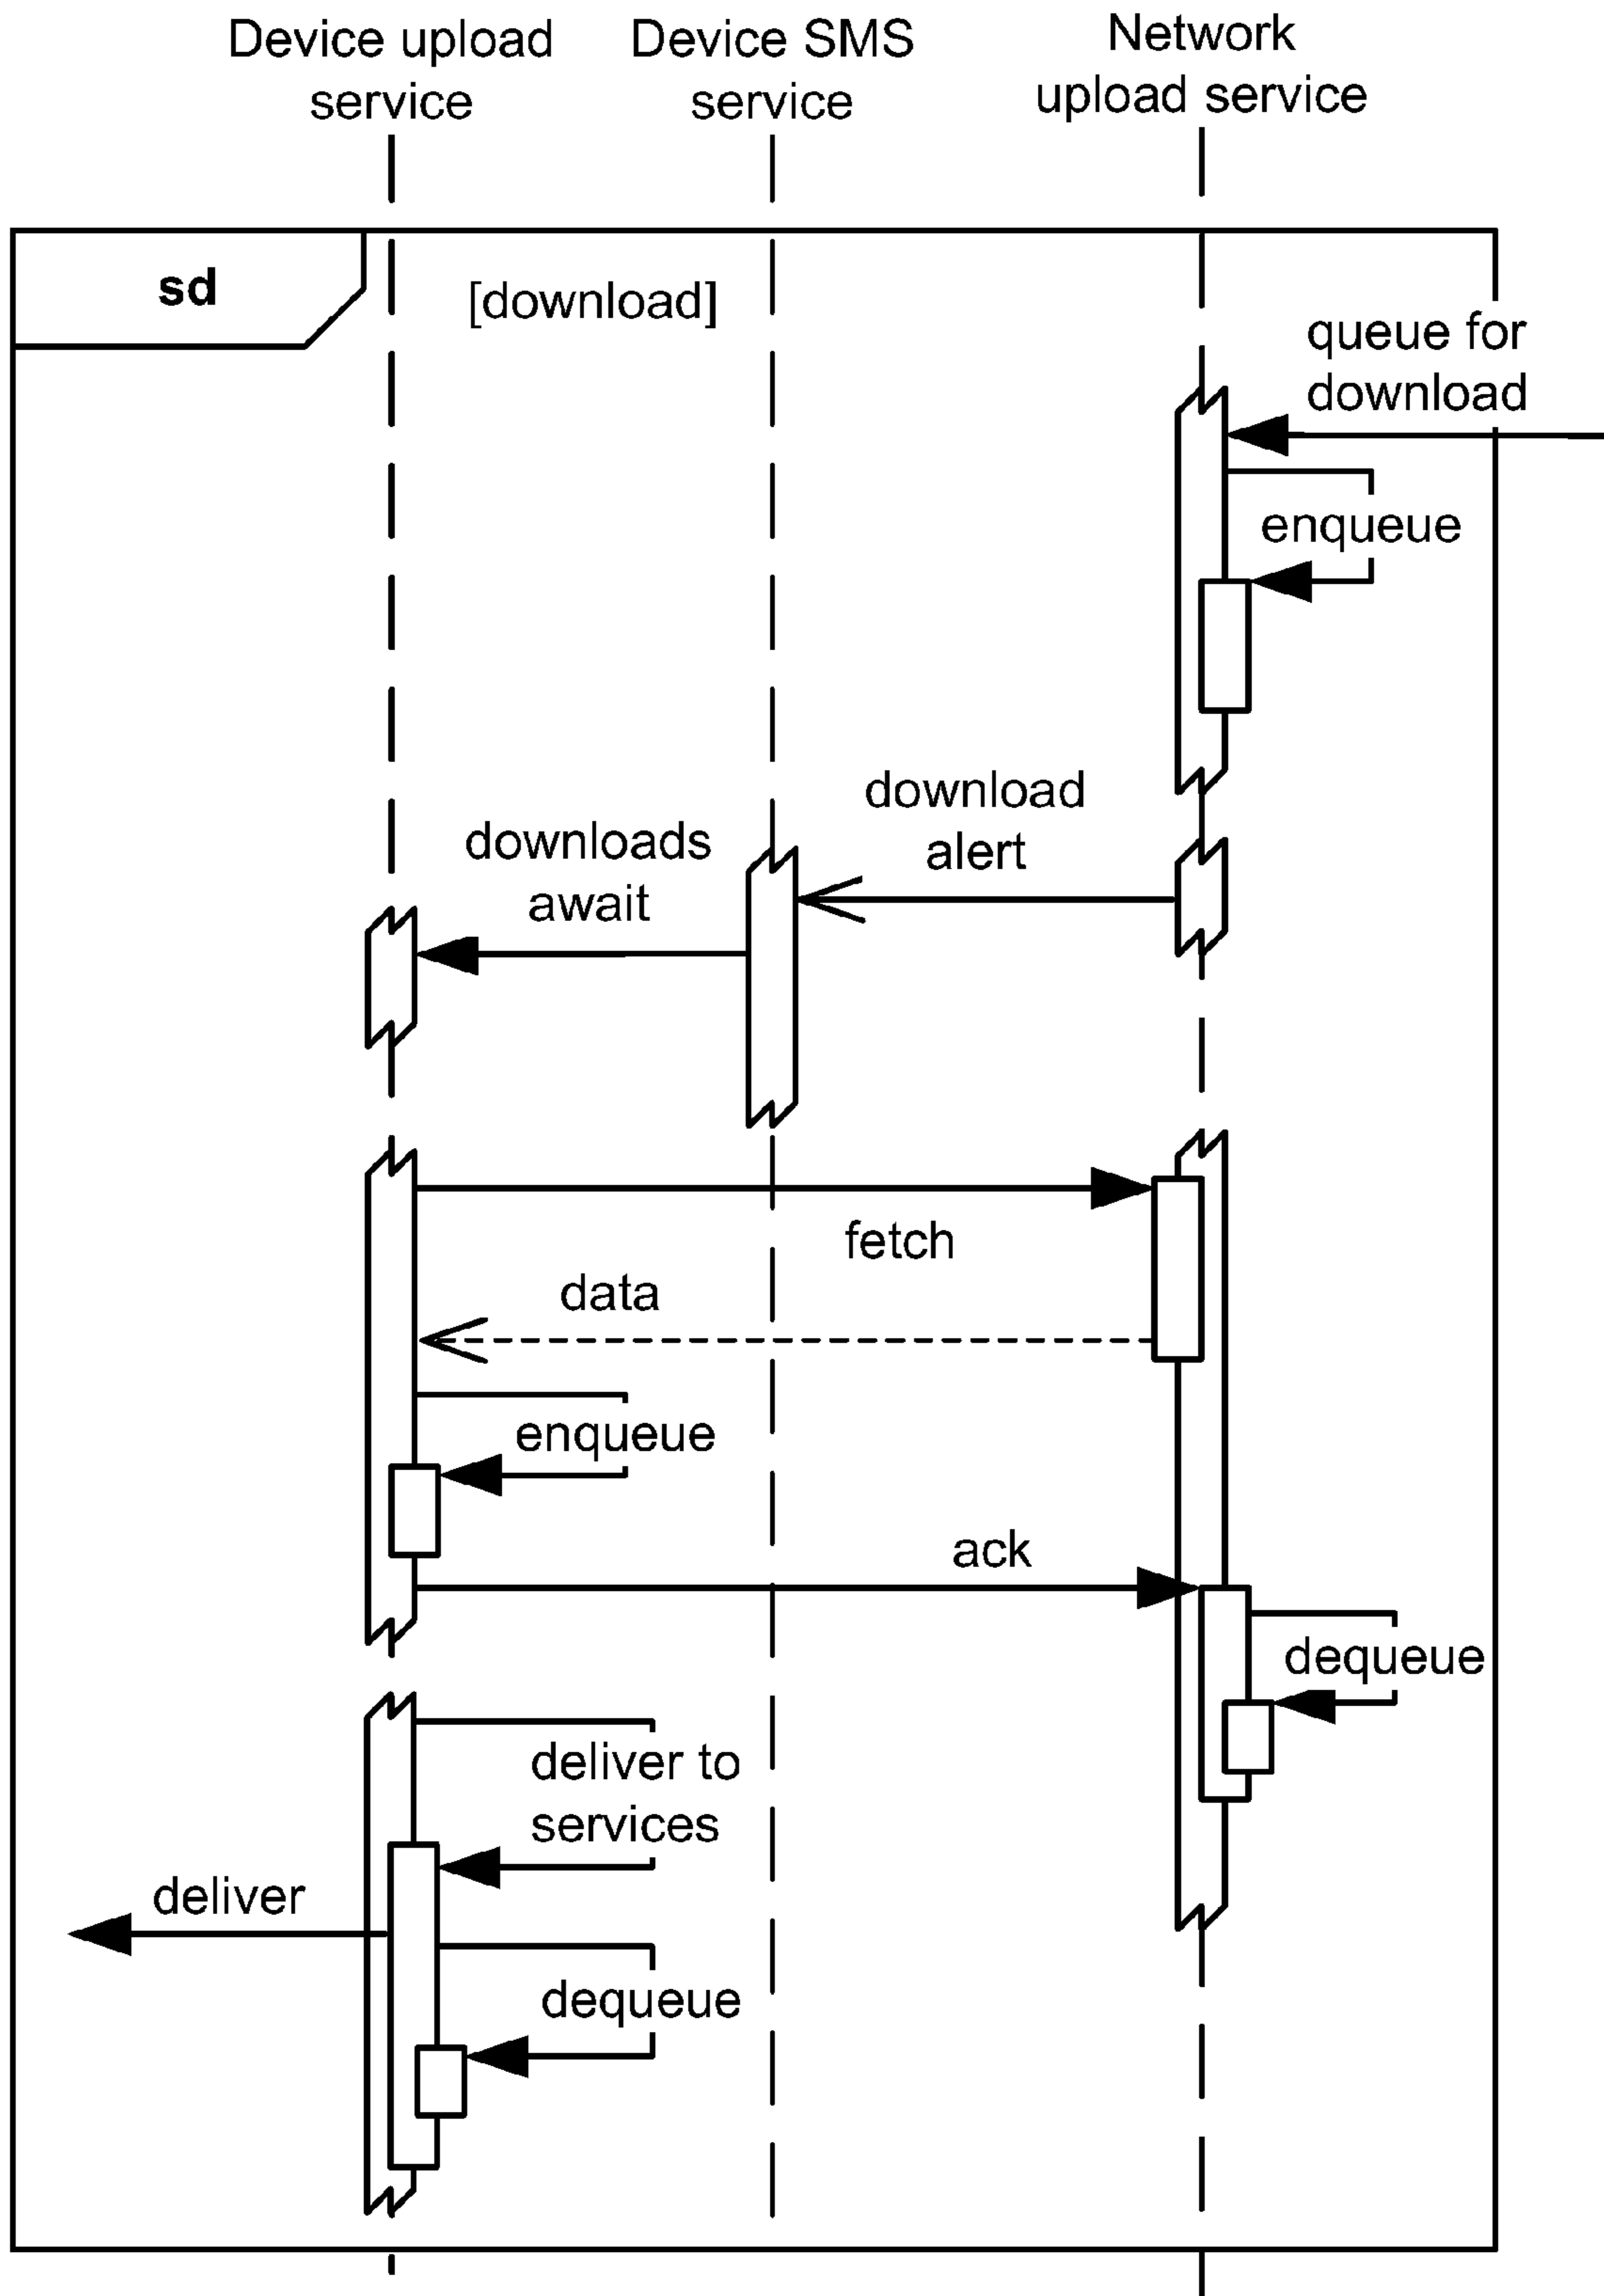 Device upload
service
Device SMS
service
Network
upload service
sd
[download]
queue for
download
enqueue
download
alert
downloads
await
fetch
data
enqueue
ack
dequeue
deliver to
services
deliver
dequeue